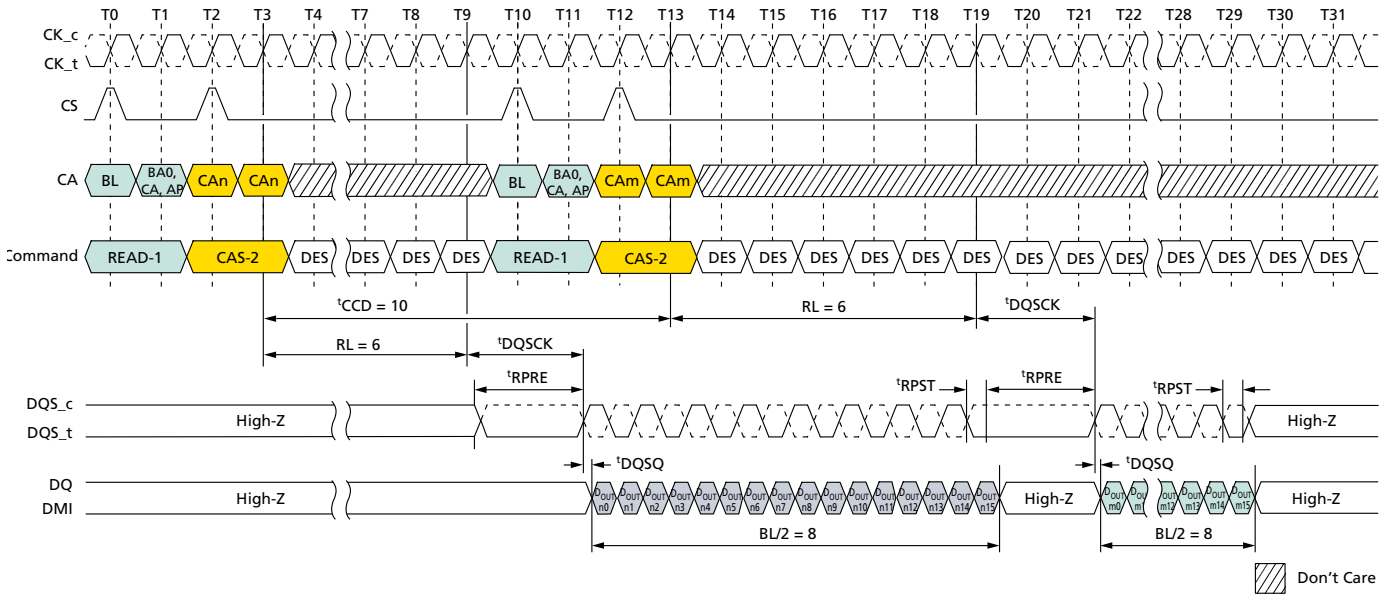 T0 T1 T2 T3 T4 T7 T8 T9 T10 T11 T12 T13 T14 T15 T16 T17 T18 T19 T20 T21 T22 T28 T29 T30 T31
CK_c
CK_t
CS
CA BL BA0, CA, AP CAn CAn BL BA0, CA, AP CAm CAm
Command READ-1 CAS-2 DES DES DES DES READ-1 CAS-2 DES DES DES DES DES DES DES DES DES DES DES DES DES
tCCD = 10 RL = 6 tDQSCK
RL = 6 tDQSCK
tRPRE tRPST tRPRE tRPST
DQS_c
DQS_t High-Z High-Z
tDQSQ tDQSQ
DQ
DMI High-Z DOUT n0 DOUT n1 DOUT n2 DOUT n3 DOUT n4 DOUT n5 DOUT n6 DOUT n7 DOUT n8 DOUT n9 DOUT n10 DOUT n11 DOUT n12 DOUT n13 DOUT n14 DOUT n15 High-Z DOUT m0 DOUT m12 DOUT m13 DOUT m14 DOUT m15 High-Z
BL/2 = 8 BL/2 = 8
Don't Care